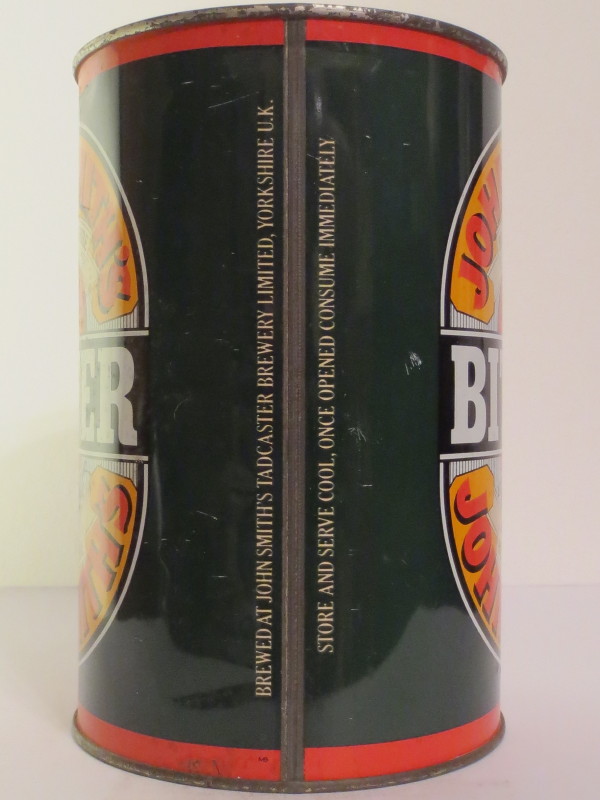 BREWED AT JOHN SMITH'S TADCASTER BREWERY LIMITED, YORKSHIRE U.K.
STORE AND SERVE COOL, ONCE OPENED CONSUME IMMEDIATELY